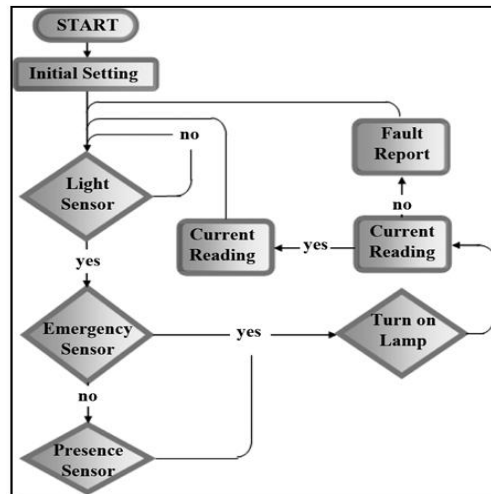 START
Initial Setting
no
Fault
Report
Light
Sensor
no
Current
Reading
yes
Current
Reading
yes
Emergency
Sensor
yes
Turn on
Lamp
no
Presence
Sensor